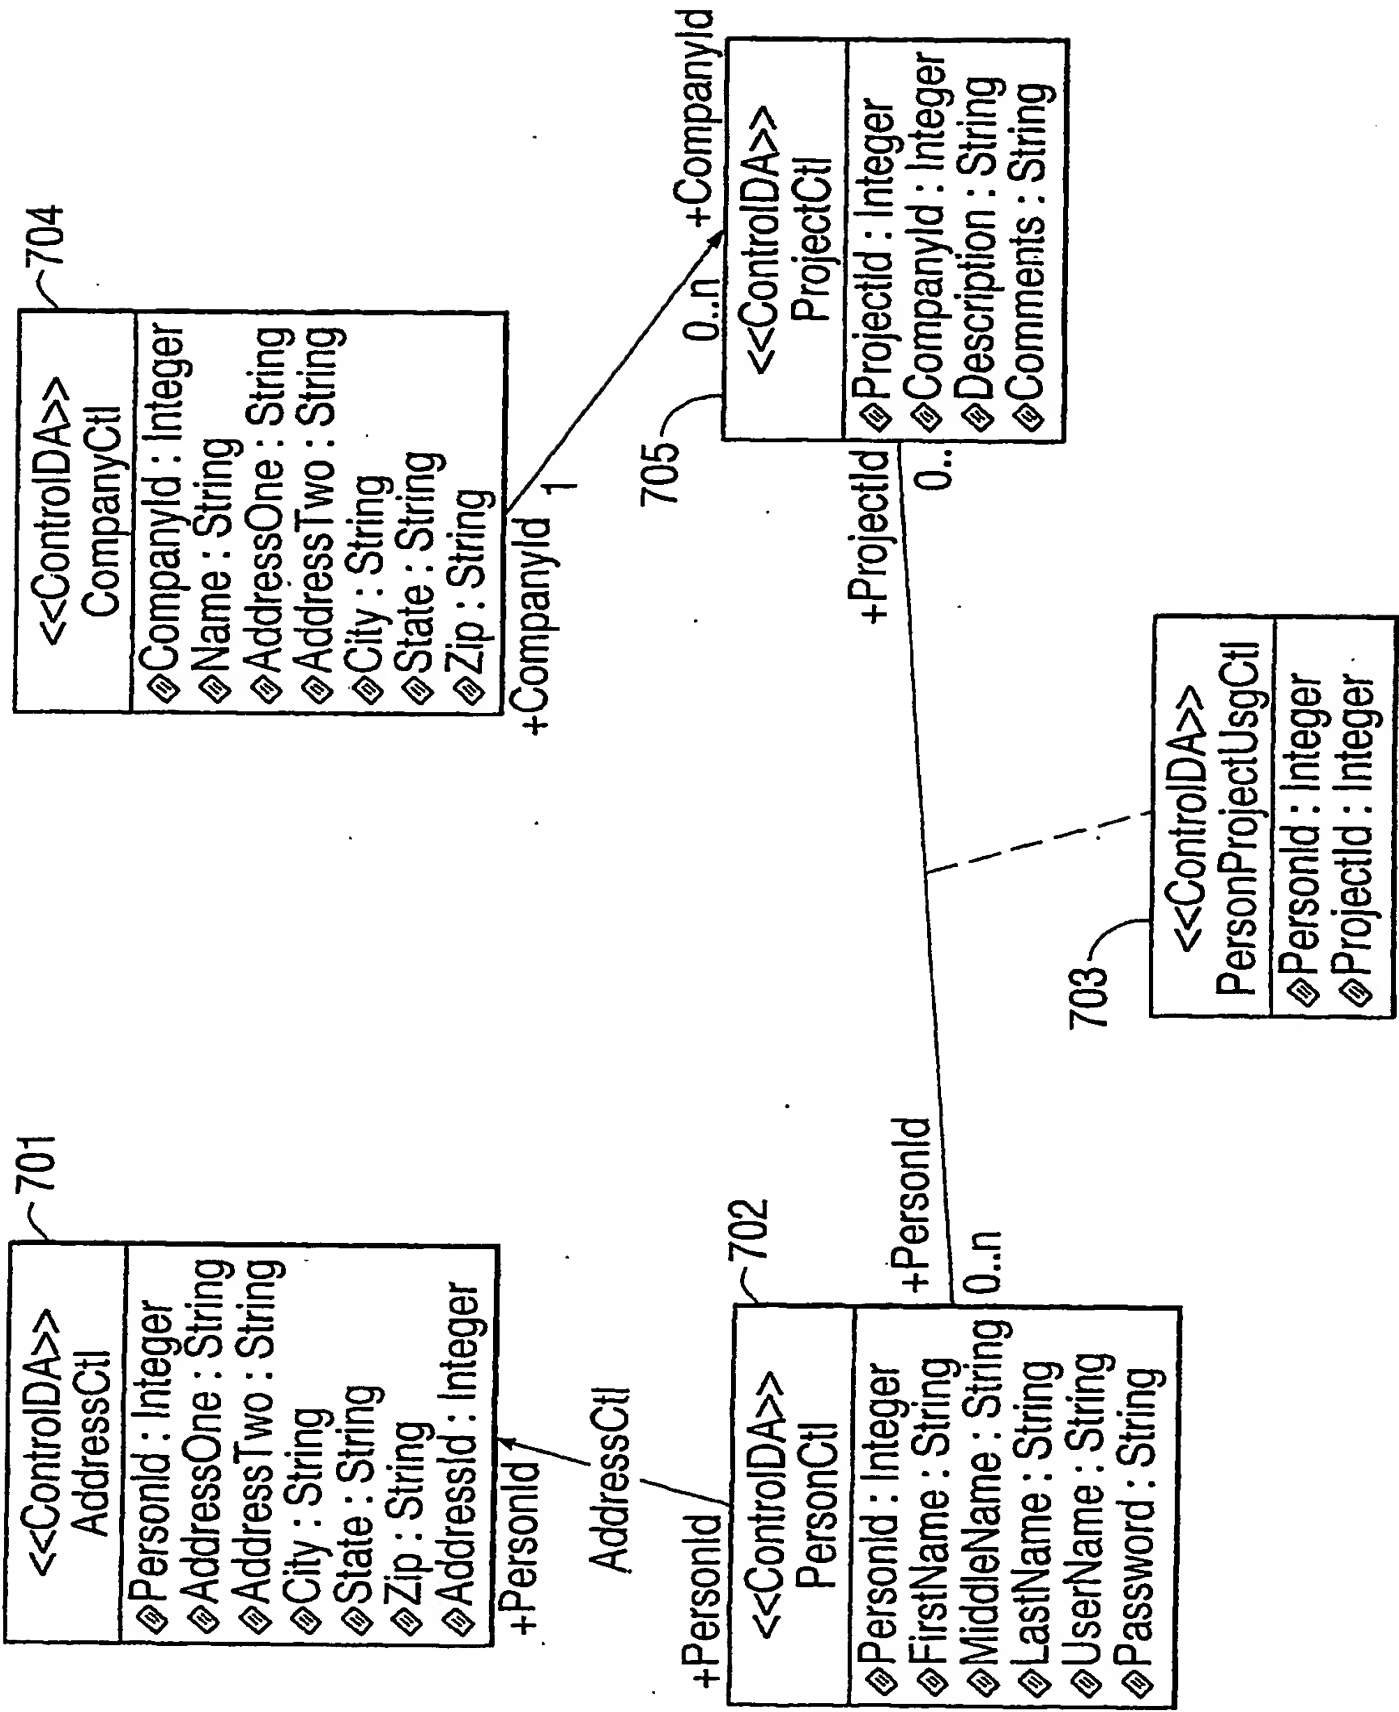 701
<<ControlDA>>
AddressCtl
PersonId : Integer
AddressOne : String
AddressTwo : String
City : String
State : String
Zip : String
AddressId : Integer
+PersonId
AddressCtl
+PersonId
702
<<ControlDA>>
PersonCtl
PersonId : Integer
FirstName : String
MiddleName : String
LastName : String
UserName : String
Password : String
+PersonId
0..n
704
<<ControlDA>>
CompanyCtl
CompanyId : Integer
Name : String
AddressOne : String
AddressTwo : String
City : String
State : String
Zip : String
+CompanyId
1
0..n
+CompanyId
705
<<ControlDA>>
ProjectCtl
ProjectId : Integer
CompanyId : Integer
Description : String
Comments : String
+ProjectId
0..
703
<<ControlDA>>
PersonProjectUsgCtl
PersonId : Integer
ProjectId : Integer